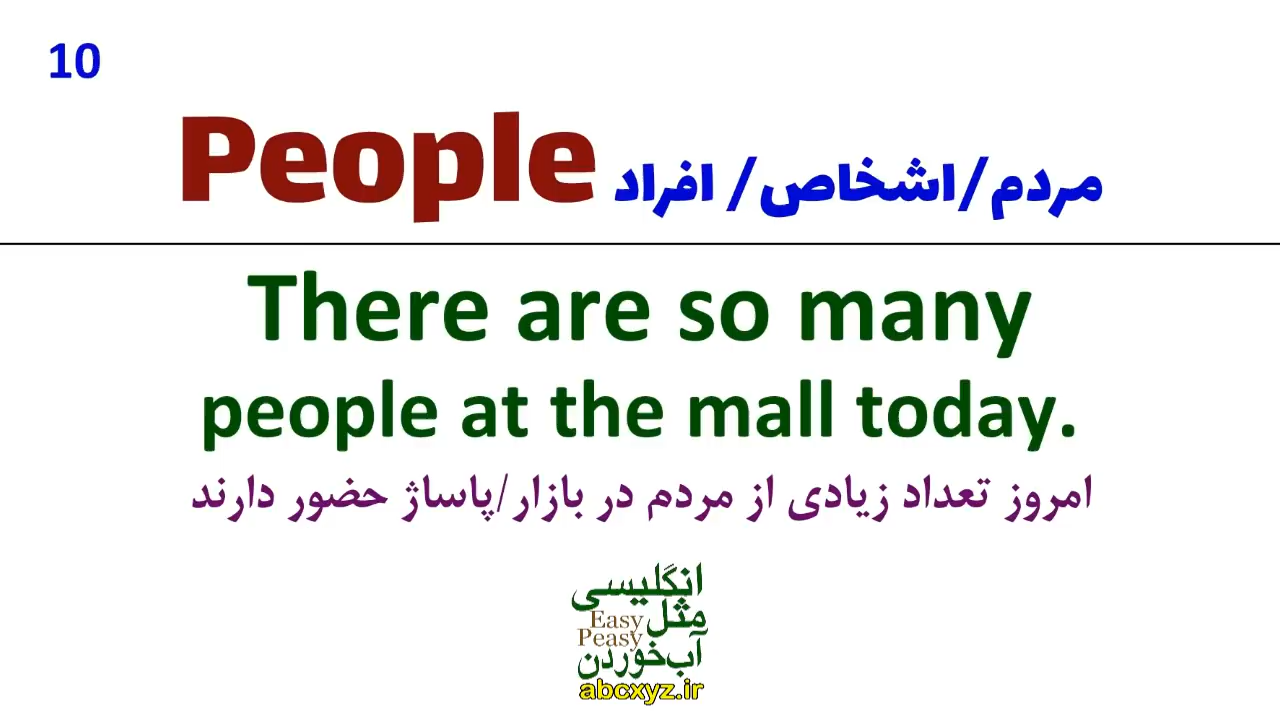 10
People مردم/اشخاص/ افراد
There are so many
people at the mall today.
امروز تعداد زیادی از مردم در بازار/پاساژ حضور دارند
انگلیسی
مثل Easy
Peasy
آب‌خوردن
abcxyz.ir